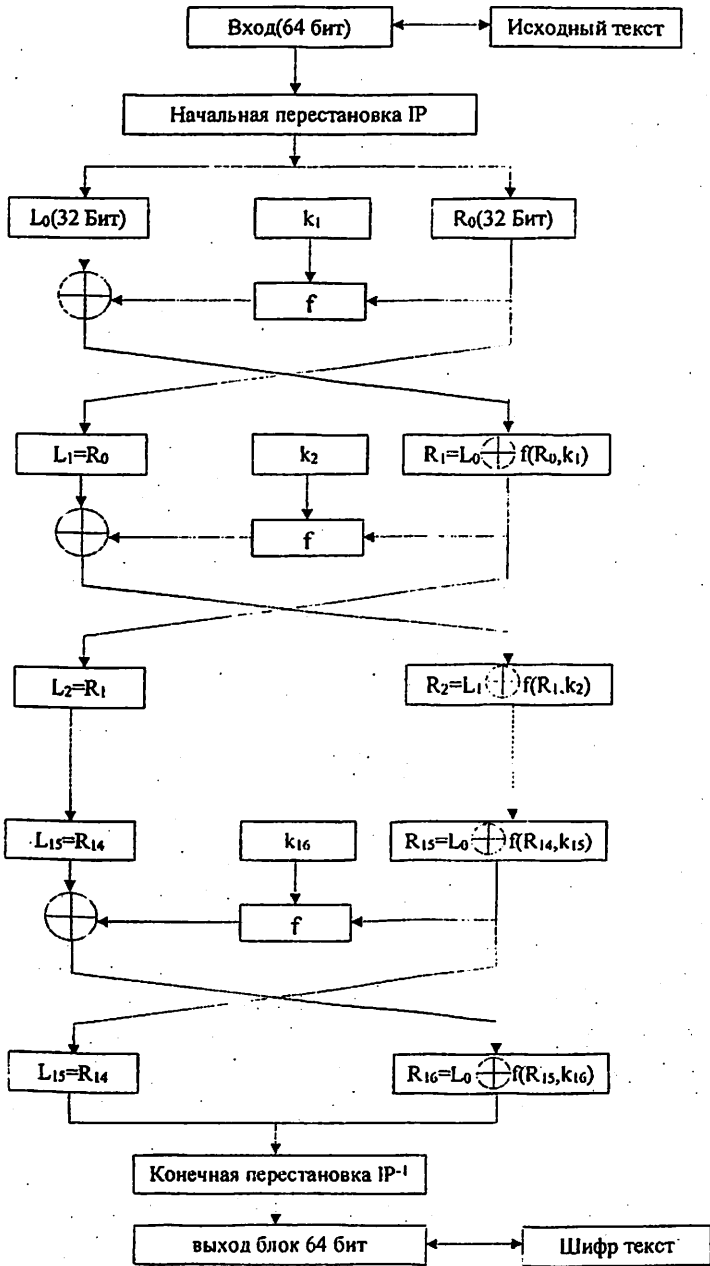 Вход(64 бит)
Исходный текст
Начальная перестановка IP
L₀(32 Бит)
k₁
R₀(32 Бит)
f
L₁=R₀
k₂
R₁=L₀⊕f(R₀,k₁)
f
L₂=R₁
R₂=L₁⊕f(R₁,k₂)
L₁₅=R₁₄
k₁₆
R₁₅=L₀⊕f(R₁₄,k₁₅)
f
L₁₅=R₁₄
R₁₆=L₀⊕f(R₁₅,k₁₆)
Конечная перестановка IP⁻¹
выход блок 64 бит
Шифр текст